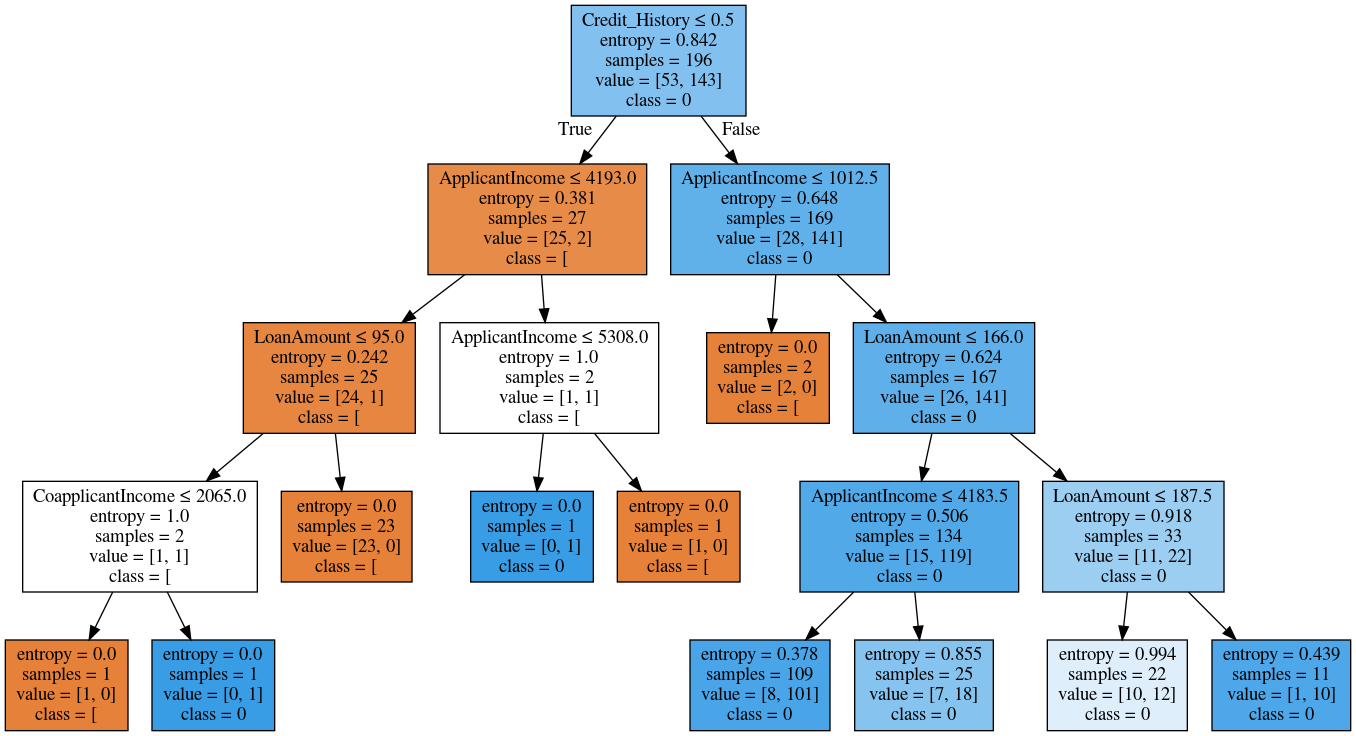 Credit_History ≤ 0.5
entropy = 0.842
samples = 196
value = [53, 143]
class = 0
True
False
ApplicantIncome ≤ 4193.0
entropy = 0.381
samples = 27
value = [25, 2]
class = [
ApplicantIncome ≤ 1012.5
entropy = 0.648
samples = 169
value = [28, 141]
class = 0
LoanAmount ≤ 95.0
entropy = 0.242
samples = 25
value = [24, 1]
class = [
ApplicantIncome ≤ 5308.0
entropy = 1.0
samples = 2
value = [1, 1]
class = [
entropy = 0.0
samples = 2
value = [2, 0]
class = [
LoanAmount ≤ 166.0
entropy = 0.624
samples = 167
value = [26, 141]
class = 0
CoapplicantIncome ≤ 2065.0
entropy = 1.0
samples = 2
value = [1, 1]
class = [
entropy = 0.0
samples = 23
value = [23, 0]
class = [
entropy = 0.0
samples = 1
value = [0, 1]
class = 0
entropy = 0.0
samples = 1
value = [1, 0]
class = [
ApplicantIncome ≤ 4183.5
entropy = 0.506
samples = 134
value = [15, 119]
class = 0
LoanAmount ≤ 187.5
entropy = 0.918
samples = 33
value = [11, 22]
class = 0
entropy = 0.0
samples = 1
value = [1, 0]
class = [
entropy = 0.0
samples = 1
value = [0, 1]
class = 0
entropy = 0.378
samples = 109
value = [8, 101]
class = 0
entropy = 0.855
samples = 25
value = [7, 18]
class = 0
entropy = 0.994
samples = 22
value = [10, 12]
class = 0
entropy = 0.439
samples = 11
value = [1, 10]
class = 0